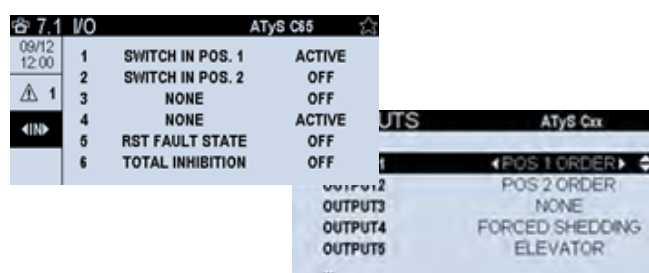 7.1 I/O ATyS C65
09/12
12:00
1 SWITCH IN POS. 1 ACTIVE
2 SWITCH IN POS. 2 OFF
1
3 NONE OFF
4 NONE ACTIVE
◀IN▶
5 RST FAULT STATE OFF
6 TOTAL INHIBITION OFF
UTS ATyS Cxx
1 ◀POS 1 ORDER▶
OUTPUT2 POS 2 ORDER
OUTPUT3 NONE
OUTPUT4 FORCED SHEDDING
OUTPUT5 ELEVATOR